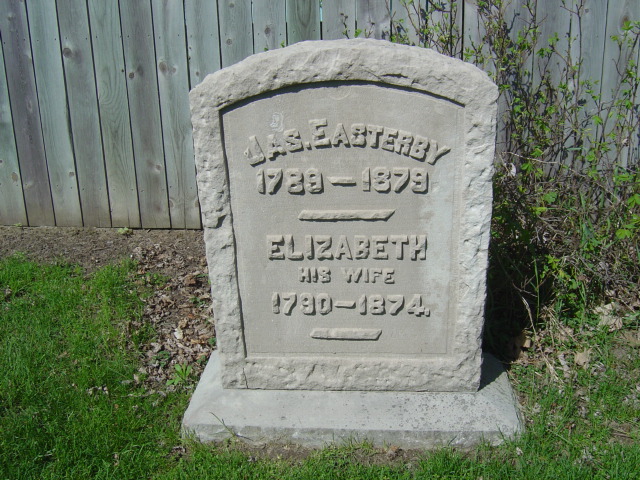 JAS. EASTERBY
1789 — 1879
ELIZABETH
HIS WIFE
1790 — 1874.